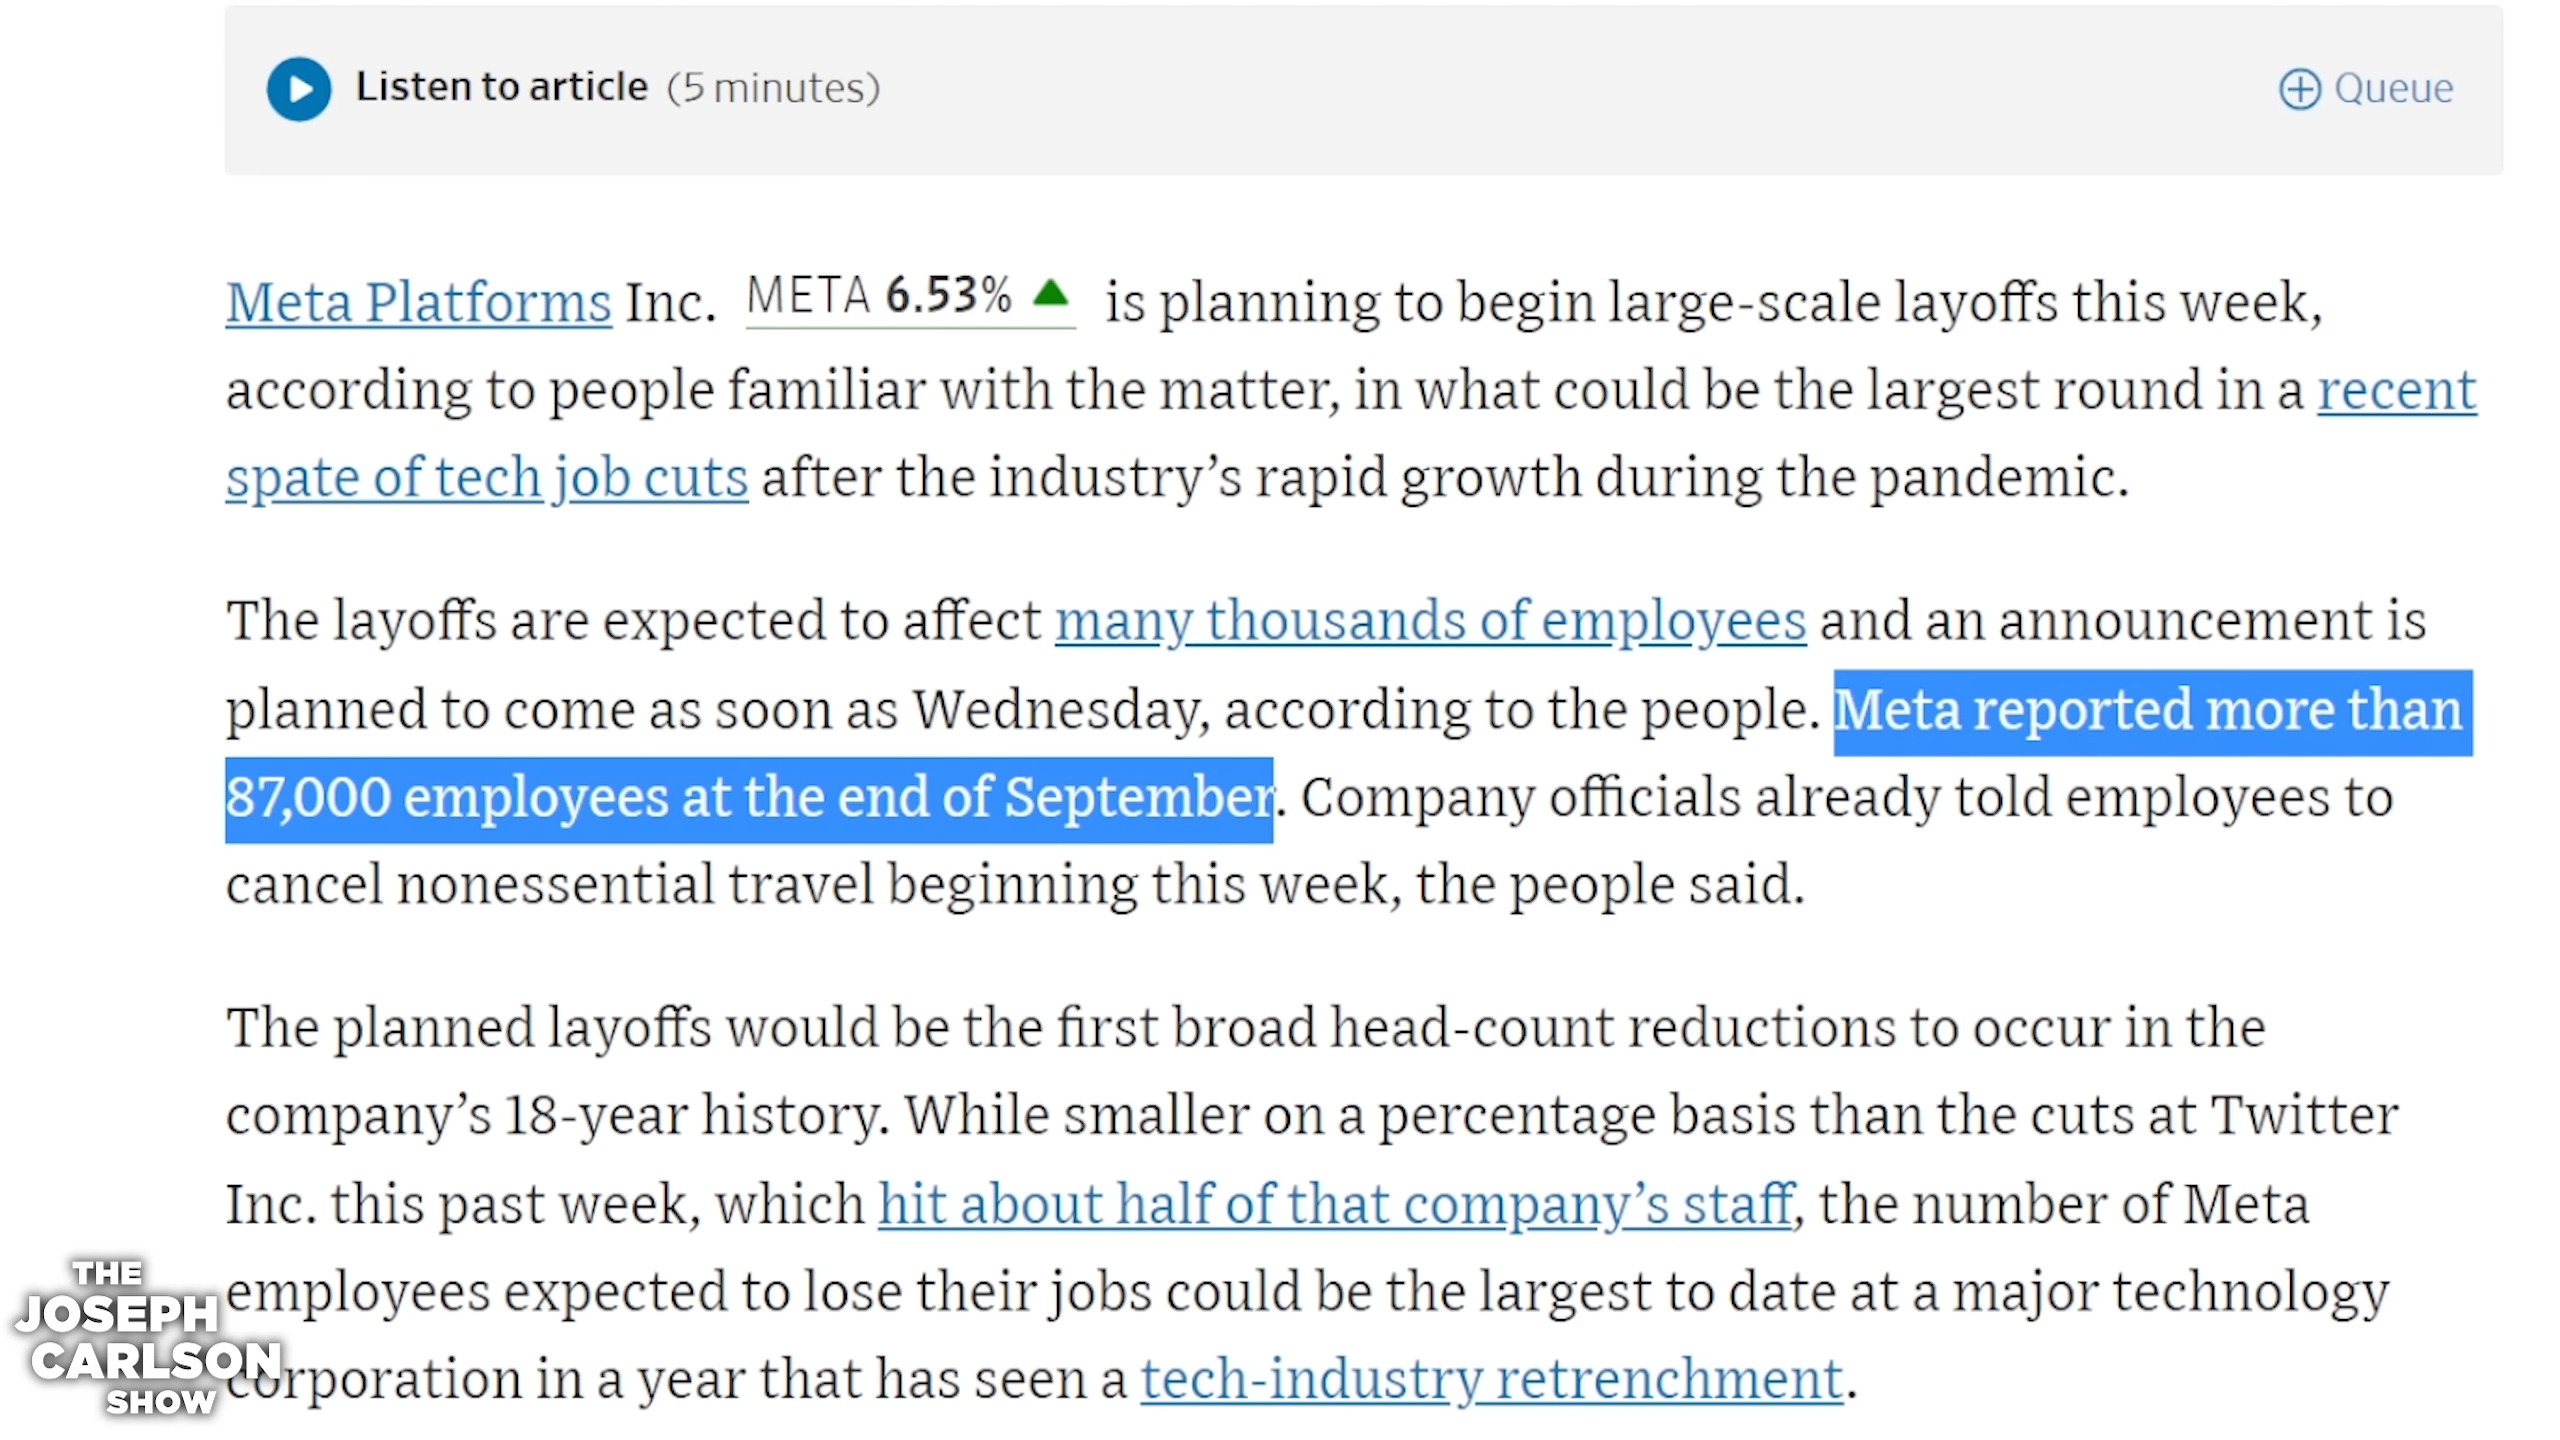 Listen to article (5 minutes)
Queue
Meta Platforms Inc. META 6.53% ▲ is planning to begin large-scale layoffs this week,
according to people familiar with the matter, in what could be the largest round in a recent
spate of tech job cuts after the industry’s rapid growth during the pandemic.
The layoffs are expected to affect many thousands of employees and an announcement is
planned to come as soon as Wednesday, according to the people. Meta reported more than
87,000 employees at the end of September. Company officials already told employees to
cancel nonessential travel beginning this week, the people said.
The planned layoffs would be the first broad head-count reductions to occur in the
company’s 18-year history. While smaller on a percentage basis than the cuts at Twitter
Inc. this past week, which hit about half of that company’s staff, the number of Meta
employees expected to lose their jobs could be the largest to date at a major technology
corporation in a year that has seen a tech-industry retrenchment.
THE
JOSEPH
CARLSON
SHOW